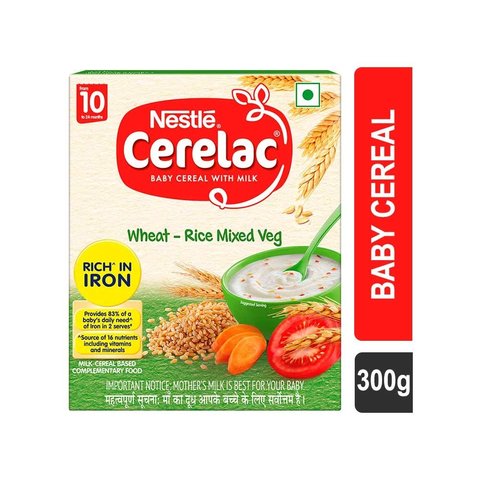 from
10
to 24 months
Nestlé®
Cerelac®
BABY CEREAL WITH MILK
Wheat – Rice Mixed Veg
RICH^ IN
IRON
Provides 83% of a
baby's daily need^
of Iron in 2 serves*
^Source of 16 nutrients
including vitamins
and minerals
MILK-CEREAL BASED
COMPLEMENTARY FOOD
Suggested Serving
IMPORTANT NOTICE: MOTHER'S MILK IS BEST FOR YOUR BABY.
महत्वपूर्ण सूचना: माँ का दूध आपके बच्चे के लिए सर्वोत्तम है।
BABY CEREAL
300g